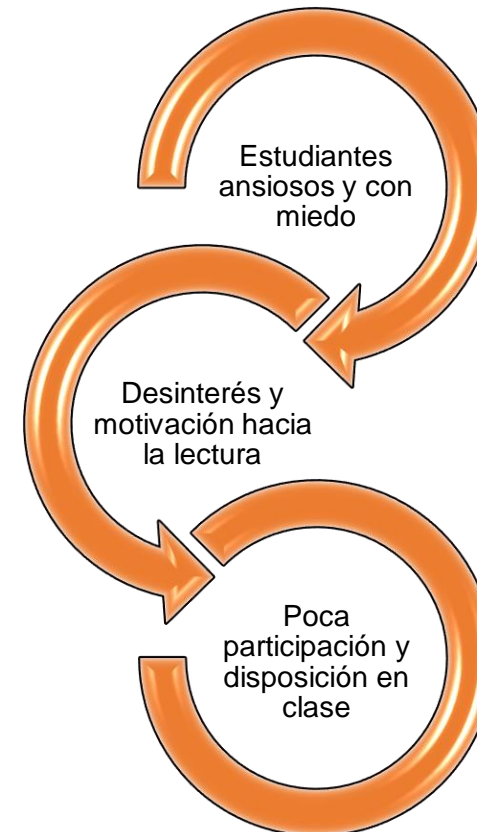 Estudiantes
ansiosos y con
miedo
Desinterés y
motivación hacia
la lectura
Poca
participación y
disposición en
clase